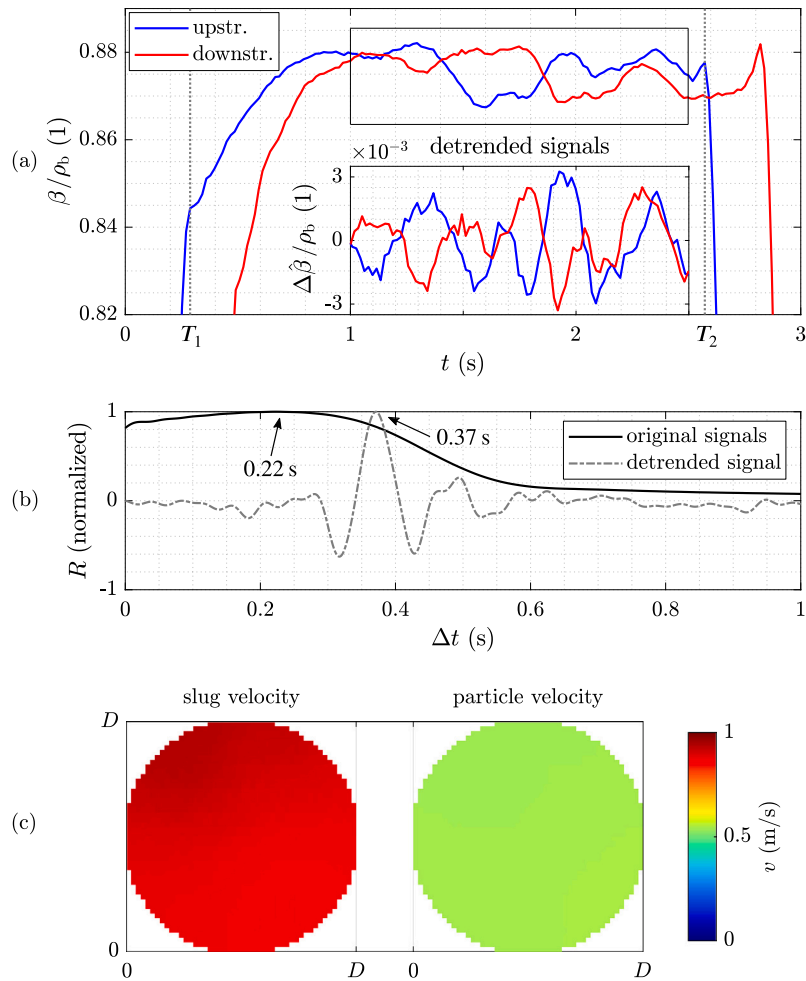 (a)
β/ρb (1)
0.88
0.86
0.84
0.82
upstr.
downstr.
×10−3 detrended signals
Δβ̂/ρb (1)
3
0
-3
0
T1
1
2
T2
3
t (s)
(b)
R (normalized)
1
0
-1
0.22 s
0.37 s
original signals
detrended signal
0
0.2
0.4
0.6
0.8
1
Δt (s)
(c)
slug velocity
particle velocity
D
0
0
D
0
D
1
0.5
0
v (m/s)